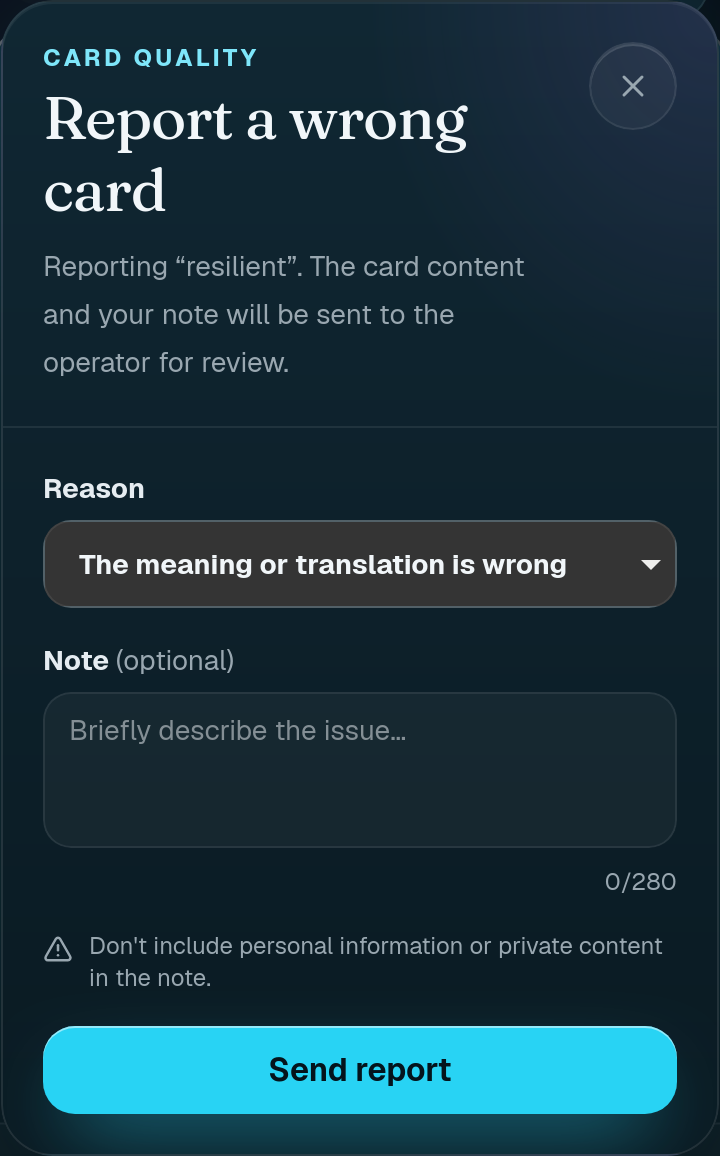 CARD QUALITY
Report a wrong
card
Reporting “resilient”. The card content
and your note will be sent to the
operator for review.
Reason
The meaning or translation is wrong
Note (optional)
Briefly describe the issue…
0/280
Don't include personal information or private content
in the note.
Send report